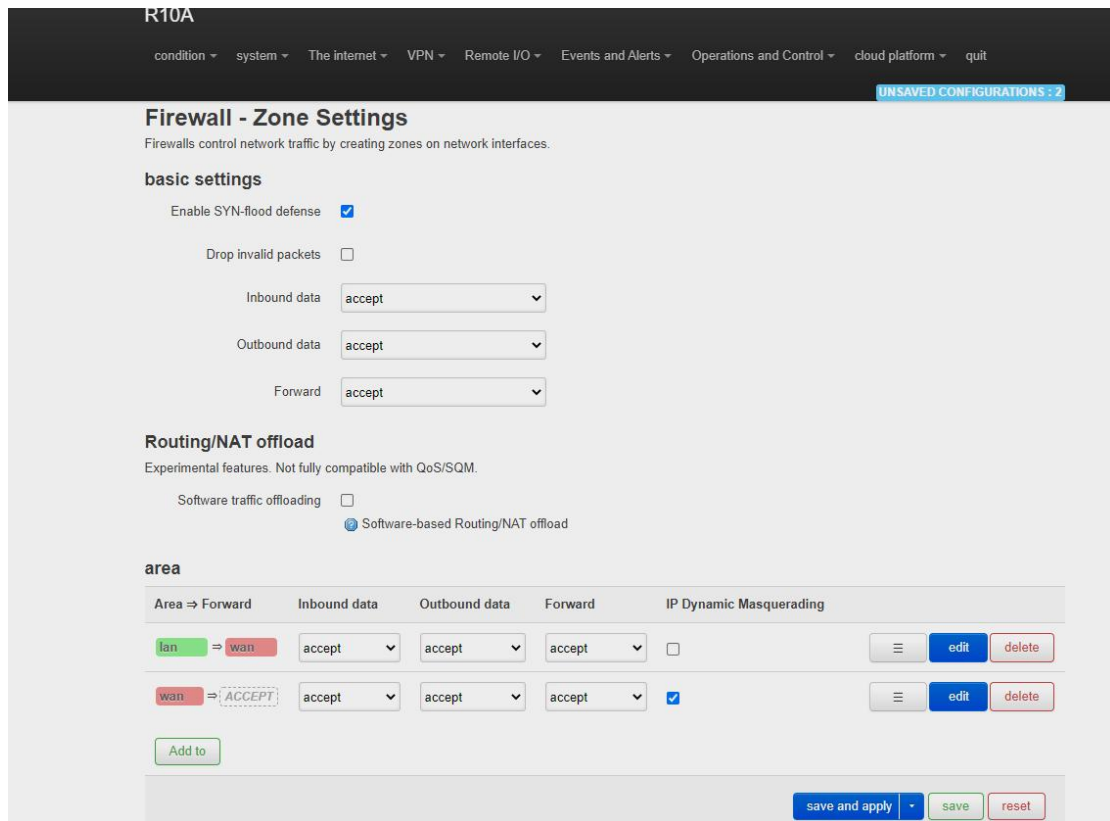 R10A
condition system The internet VPN Remote I/O Events and Alerts Operations and Control cloud platform quit
UNSAVED CONFIGURATIONS : 2
Firewall - Zone Settings
Firewalls control network traffic by creating zones on network interfaces.
basic settings
Enable SYN-flood defense
Drop invalid packets
Inbound data accept
Outbound data accept
Forward accept
Routing/NAT offload
Experimental features. Not fully compatible with QoS/SQM.
Software traffic offloading
Software-based Routing/NAT offload
area
Area ⇒ Forward Inbound data Outbound data Forward IP Dynamic Masquerading
lan ⇒ wan accept accept accept ☰ edit delete
wan ⇒ ACCEPT accept accept accept ☰ edit delete
Add to
save and apply save reset